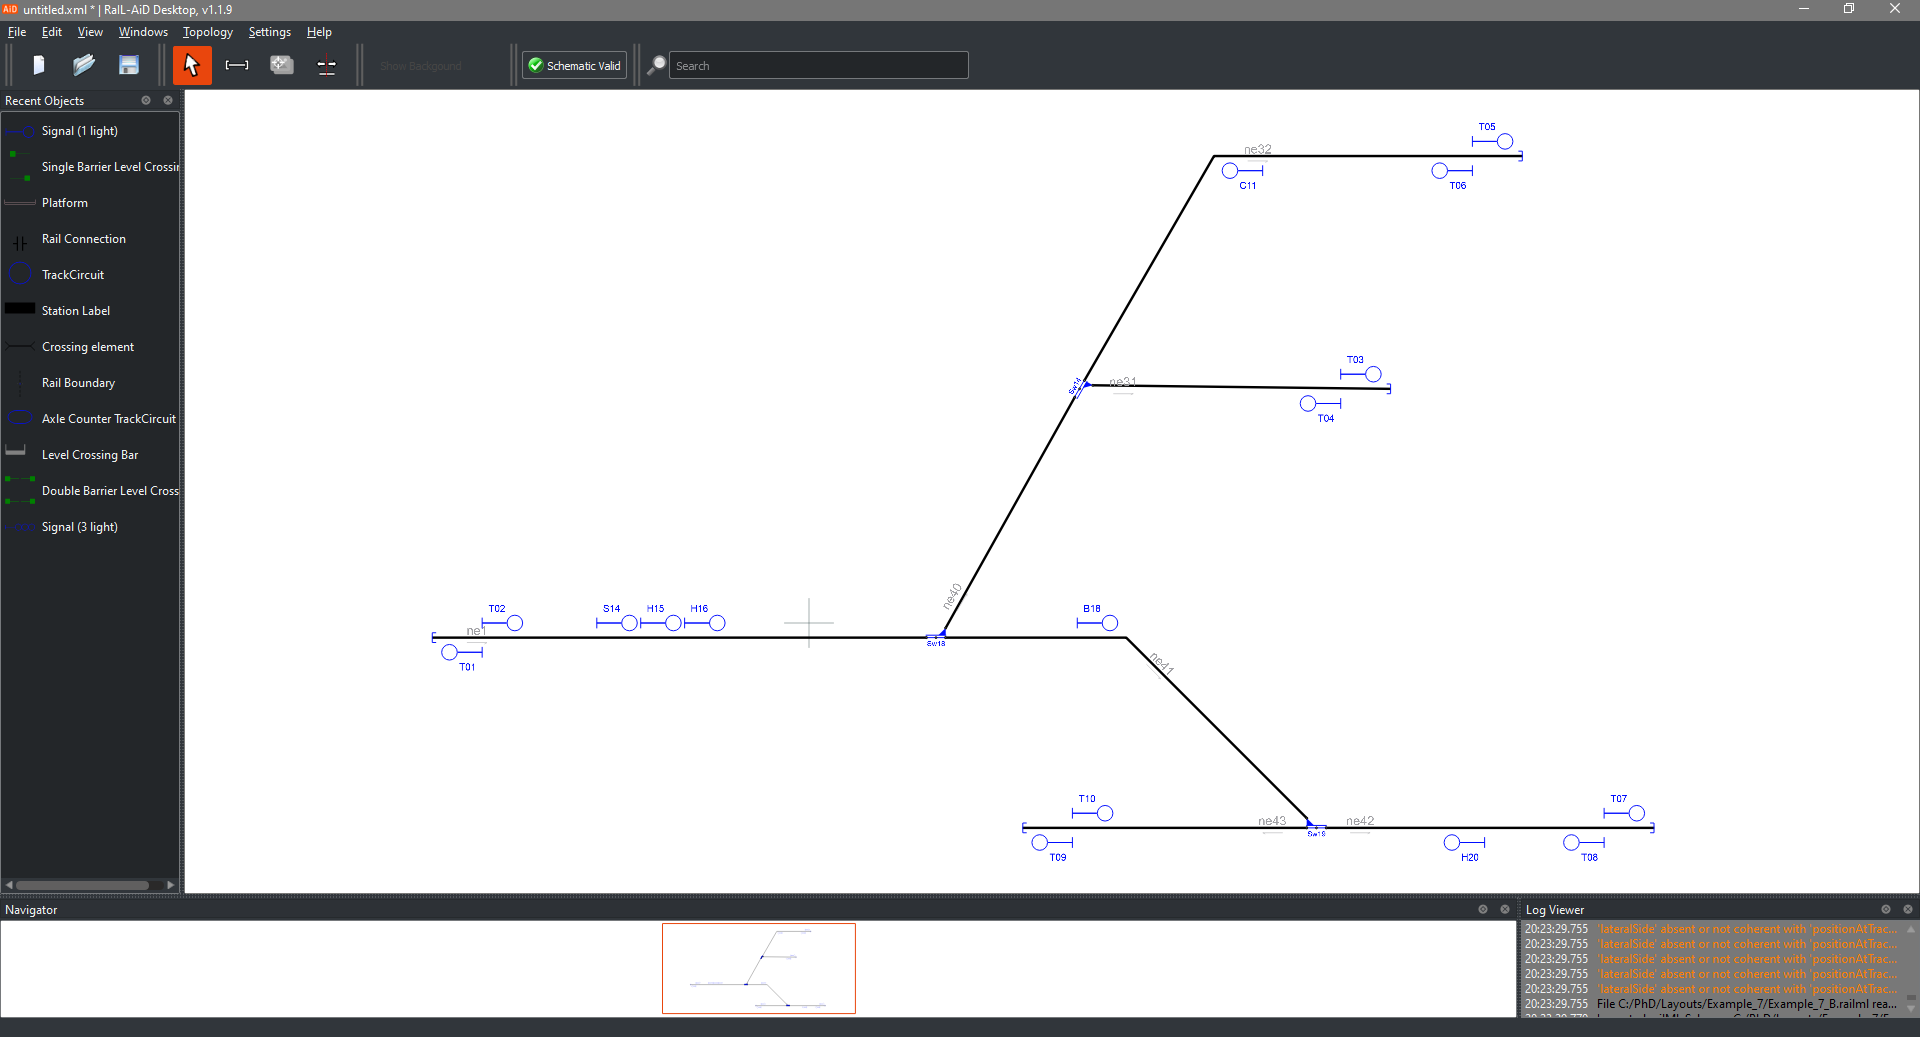 AiD untitled.xml * | RaIL-AiD Desktop, v1.1.9
File Edit View Windows Topology Settings Help
Show Backgound
Schematic Valid
Search
Recent Objects
Signal (1 light)
Single Barrier Level Crossin
Platform
Rail Connection
TrackCircuit
Station Label
Crossing element
Rail Boundary
Axle Counter TrackCircuit
Level Crossing Bar
Double Barrier Level Cross
Signal (3 light)
T05
ne32
C11
T06
T03
Sw14
ne31
T04
ne40
T02
S14
H15
H16
B18
ne1
Sw18
T01
ne41
T10
T07
ne43
ne42
Sw19
T09
H20
T08
Navigator
Log Viewer
20:23:29.755 'lateralSide' absent or not coherent with 'positionAtTrac...
20:23:29.755 'lateralSide' absent or not coherent with 'positionAtTrac...
20:23:29.755 'lateralSide' absent or not coherent with 'positionAtTrac...
20:23:29.755 'lateralSide' absent or not coherent with 'positionAtTrac...
20:23:29.755 'lateralSide' absent or not coherent with 'positionAtTrac...
20:23:29.755 File C:/PhD/Layouts/Example_7/Example_7_B.railml rea...